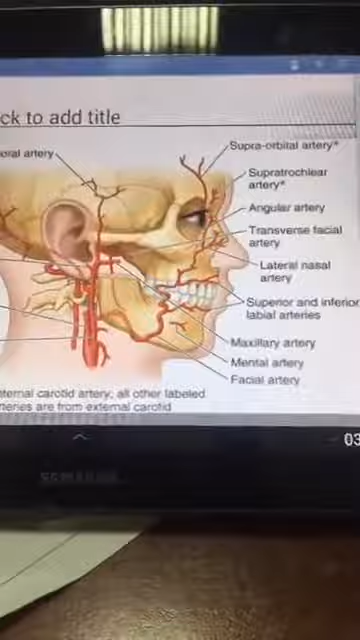 ck to add title
oral artery
Supra-orbital artery*
Supratrochlear
artery*
Angular artery
Transverse facial
artery
Lateral nasal
artery
Superior and inferior
labial arteries
Maxillary artery
Mental artery
Facial artery
nternal carotid artery, all other labeled
rteries are from external carotid
03
SAMSUNG